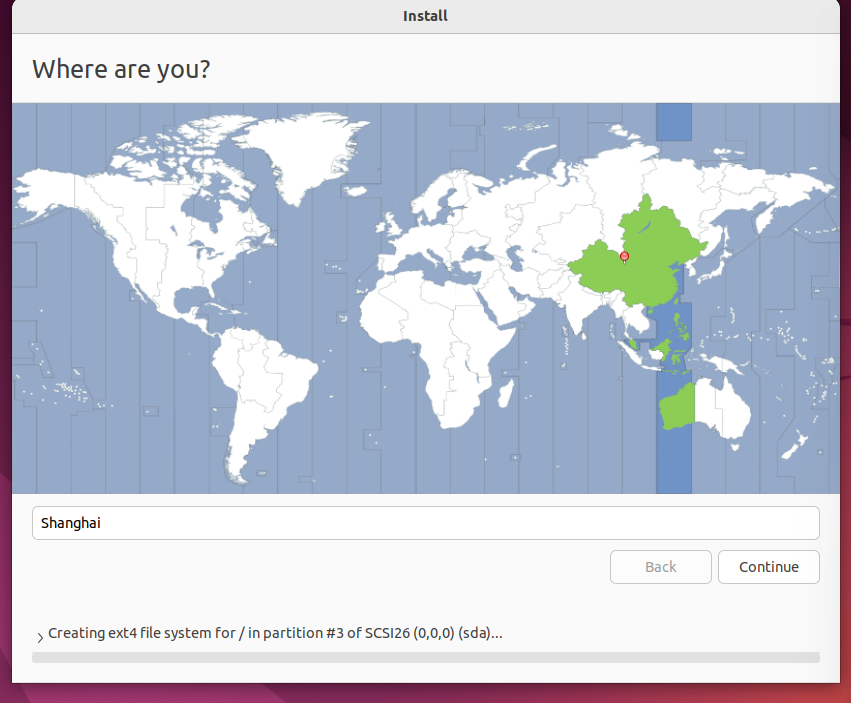 Install
Where are you?
Shanghai
Back
Continue
Creating ext4 file system for / in partition #3 of SCSI26 (0,0,0) (sda)...